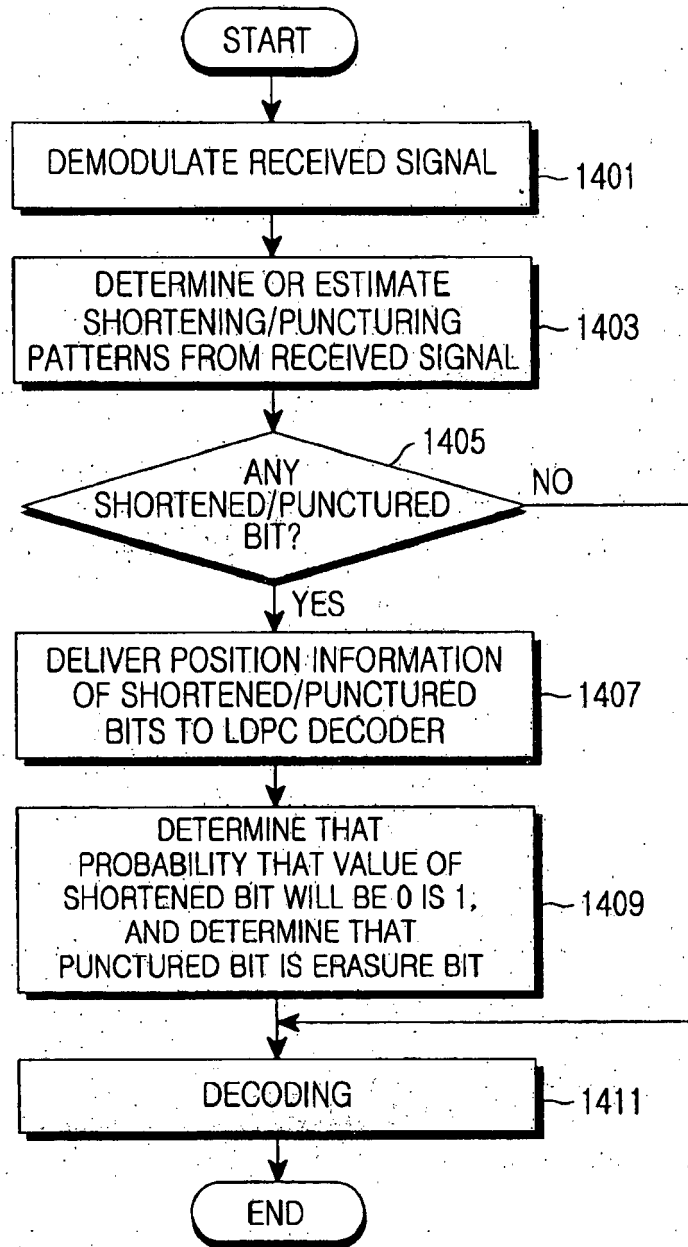 START
DEMODULATE RECEIVED SIGNAL
1401
DETERMINE OR ESTIMATE
SHORTENING/PUNCTURING
PATTERNS FROM RECEIVED SIGNAL
1403
1405
ANY
SHORTENED/PUNCTURED
BIT?
NO
YES
DELIVER POSITION INFORMATION
OF SHORTENED/PUNCTURED
BITS TO LDPC DECODER
1407
DETERMINE THAT
PROBABILITY THAT VALUE OF
SHORTENED BIT WILL BE 0 IS 1,
AND DETERMINE THAT
PUNCTURED BIT IS ERASURE BIT
1409
DECODING
1411
END